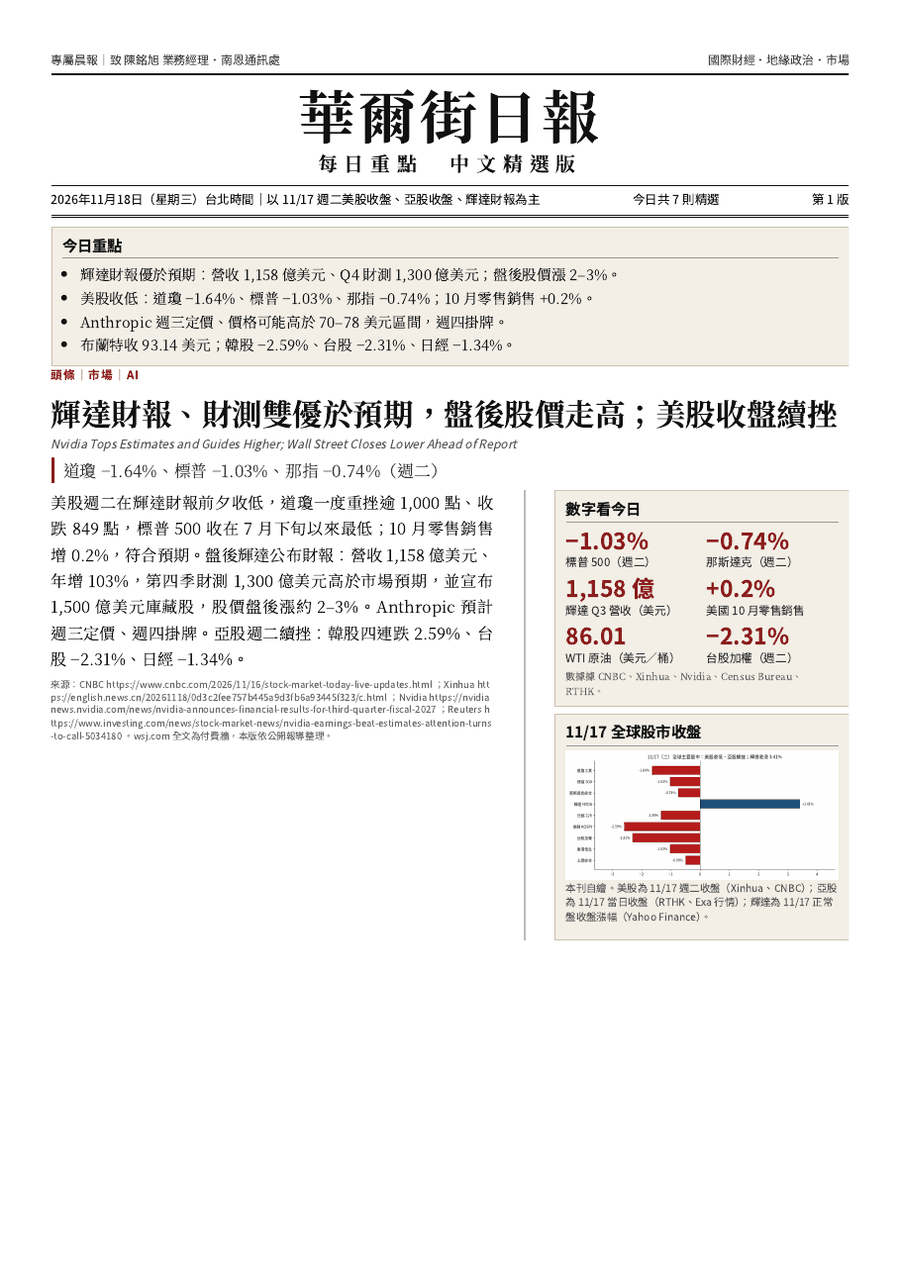 專屬晨報｜致 陳銘旭 業務經理・南恩通訊處
國際財經・地緣政治・市場
華爾街日報
每日重點　中文精選版
2026年11月18日（星期三）台北時間｜以 11/17 週二美股收盤、亞股收盤、輝達財報為主
今日共 7 則精選
第 1 版
今日重點
• 輝達財報優於預期：營收 1,158 億美元、Q4 財測 1,300 億美元；盤後股價漲 2–3%。
• 美股收低：道瓊 −1.64%、標普 −1.03%、那指 −0.74%；10 月零售銷售 +0.2%。
• Anthropic 週三定價、價格可能高於 70–78 美元區間，週四掛牌。
• 布蘭特收 93.14 美元；韓股 −2.59%、台股 −2.31%、日經 −1.34%。
頭條｜市場｜AI
輝達財報、財測雙優於預期，盤後股價走高；美股收盤續挫
Nvidia Tops Estimates and Guides Higher; Wall Street Closes Lower Ahead of Report
道瓊 −1.64%、標普 −1.03%、那指 −0.74%（週二）
美股週二在輝達財報前夕收低，道瓊一度重挫逾 1,000 點、收
跌 849 點，標普 500 收在 7 月下旬以來最低；10 月零售銷售
增 0.2%，符合預期。盤後輝達公布財報：營收 1,158 億美元、
年增 103%，第四季財測 1,300 億美元高於市場預期，並宣布
1,500 億美元庫藏股，股價盤後漲約 2–3%。Anthropic 預計
週三定價、週四掛牌。亞股週二續挫：韓股四連跌 2.59%、台
股 −2.31%、日經 −1.34%。
來源：CNBC https://www.cnbc.com/2026/11/16/stock-market-today-live-updates.html ；Xinhua htt
ps://english.news.cn/20261118/0d3c2fee757b445a9d3fb6a93445f323/c.html ；Nvidia https://nvidia
news.nvidia.com/news/nvidia-announces-financial-results-for-third-quarter-fiscal-2027 ；Reuters h
ttps://www.investing.com/news/stock-market-news/nvidia-earnings-beat-estimates-attention-turns
-to-call-5034180 。wsj.com 全文為付費牆，本版依公開報導整理。
數字看今日
−1.03%
標普 500（週二）
−0.74%
那斯達克（週二）
1,158 億
輝達 Q3 營收（美元）
+0.2%
美國 10 月零售銷售
86.01
WTI 原油（美元／桶）
−2.31%
台股加權（週二）
數據據 CNBC、Xinhua、Nvidia、Census Bureau、
RTHK。
11/17 全球股市收盤
本刊自繪。美股為 11/17 週二收盤（Xinhua、CNBC）；亞股
為 11/17 當日收盤（RTHK、Exa 行情）；輝達為 11/17 正常
盤收盤漲幅（Yahoo Finance）。